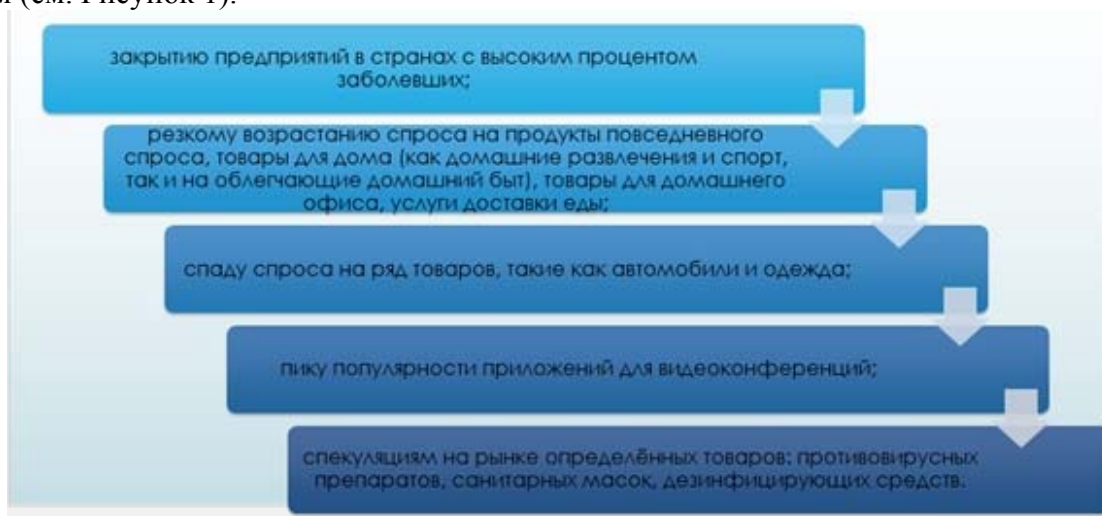 (см. Рисунок 1).
закрытию предприятий в странах с высоким процентом
заболевших;
резкому возрастанию спроса на продукты повседневного
спроса, товары для дома (как домашние развлечения и спорт,
так и на облегчающие домашний быт), товары для домашнего
офиса, услуги доставки еды;
спаду спроса на ряд товаров, такие как автомобили и одежда;
пику популярности приложений для видеоконференций;
спекуляциям на рынке определённых товаров: противовирусных
препаратов, санитарных масок, дезинфицирующих средств.